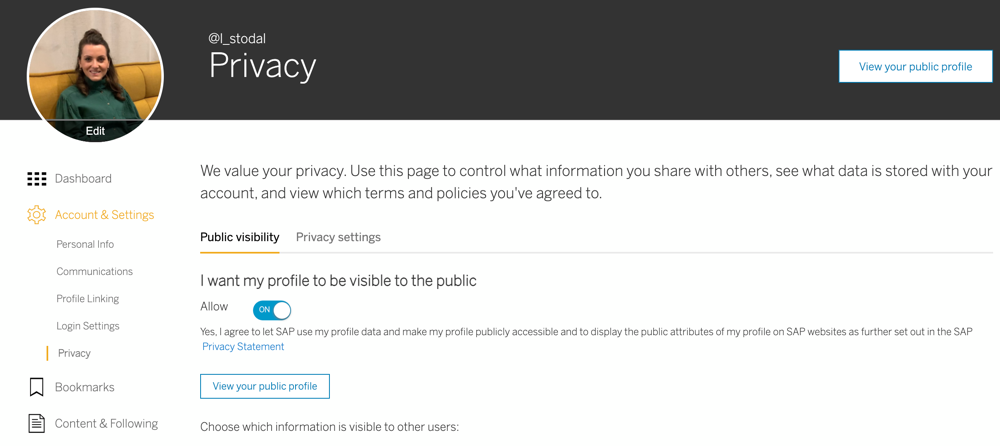 @l_stodal
Privacy
View your public profile
Edit
We value your privacy. Use this page to control what information you share with others, see what data is stored with your
account, and view which terms and policies you've agreed to.
Dashboard
Account & Settings
Personal Info
Communications
Profile Linking
Login Settings
Privacy
Bookmarks
Content & Following
Public visibility
Privacy settings
I want my profile to be visible to the public
Allow
ON
Yes, I agree to let SAP use my profile data and make my profile publicly accessible and to display the public attributes of my profile on SAP websites as further set out in the SAP
Privacy Statement
View your public profile
Choose which information is visible to other users: